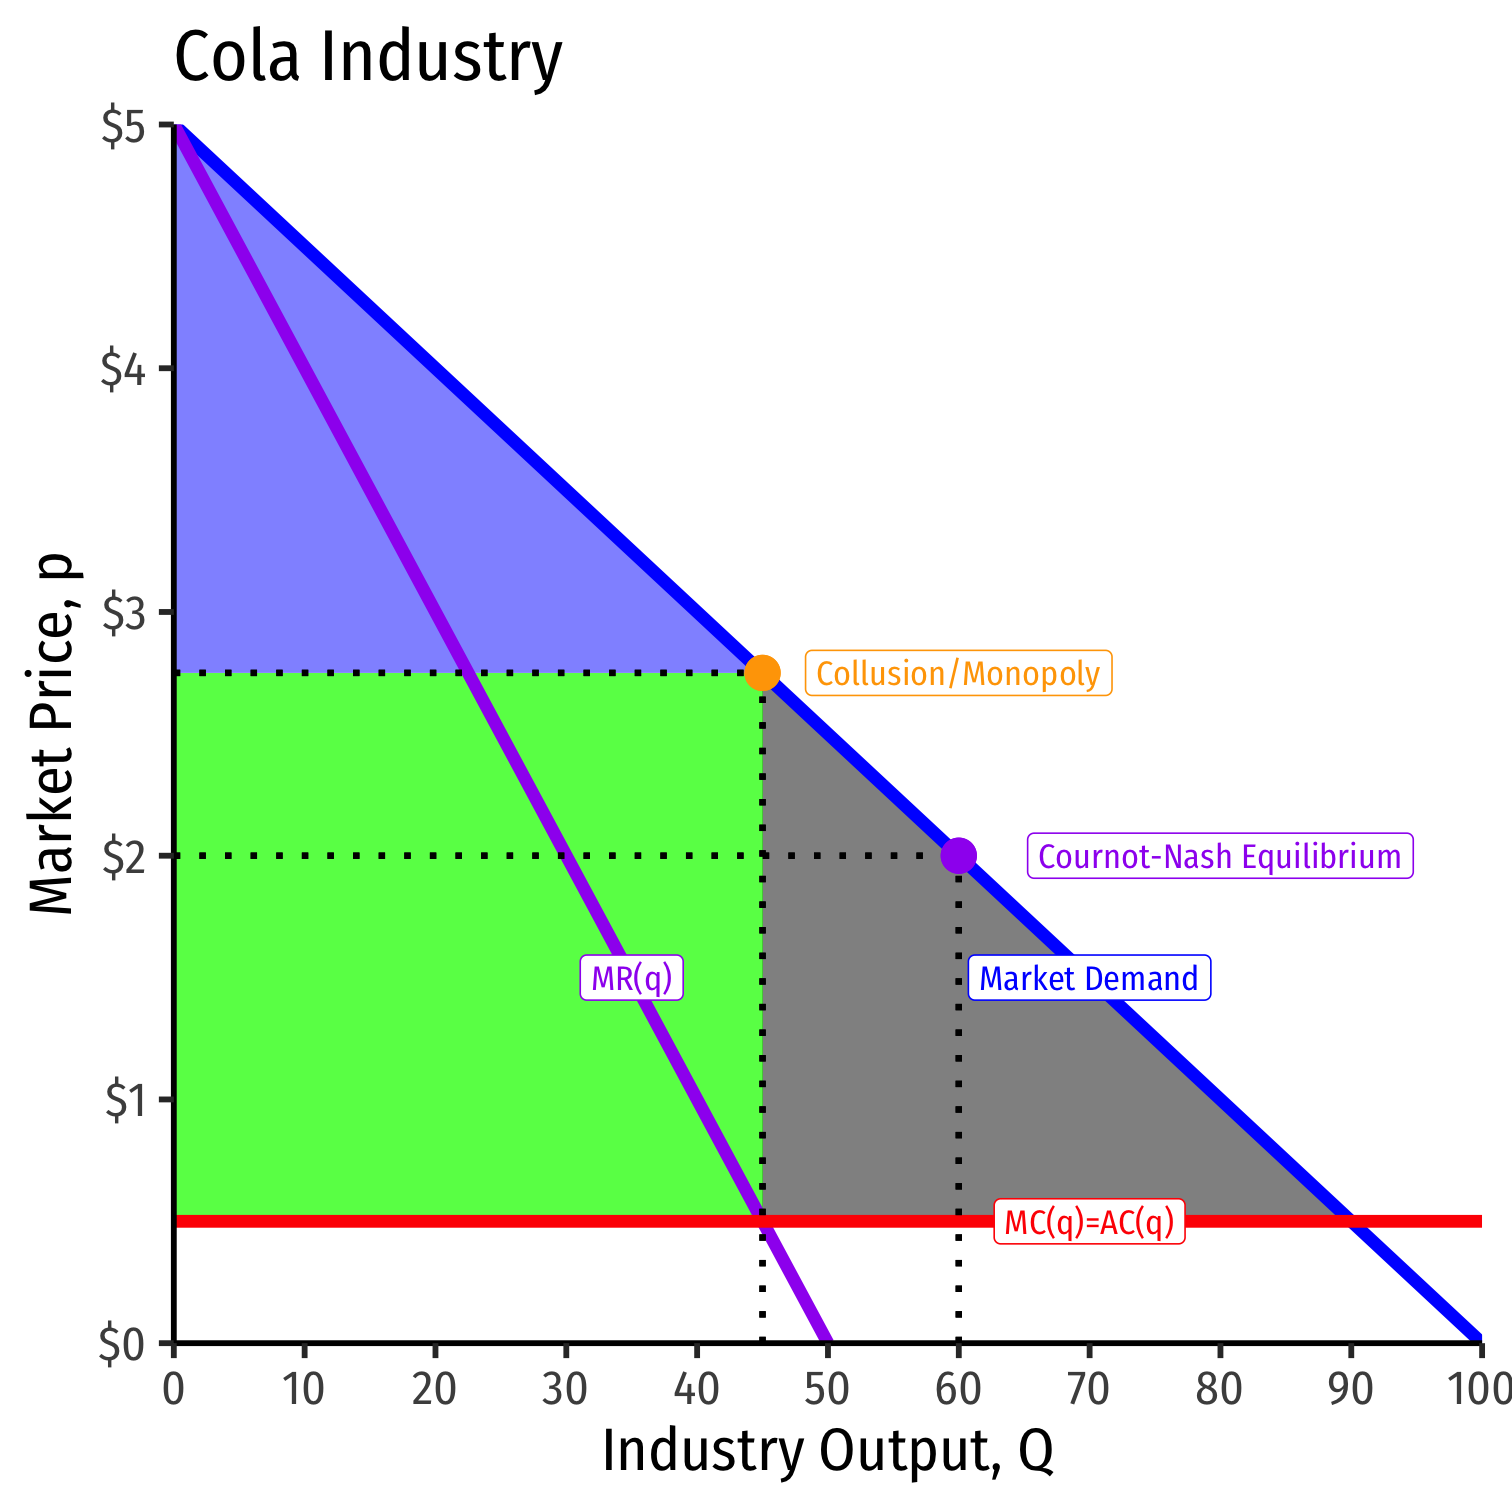 Cola Industry
$5
$4
$3
$2
$1
$0
Market Price, p
Collusion/Monopoly
Cournot-Nash Equilibrium
MR(q)
Market Demand
MC(q)=AC(q)
0 10 20 30 40 50 60 70 80 90 100
Industry Output, Q